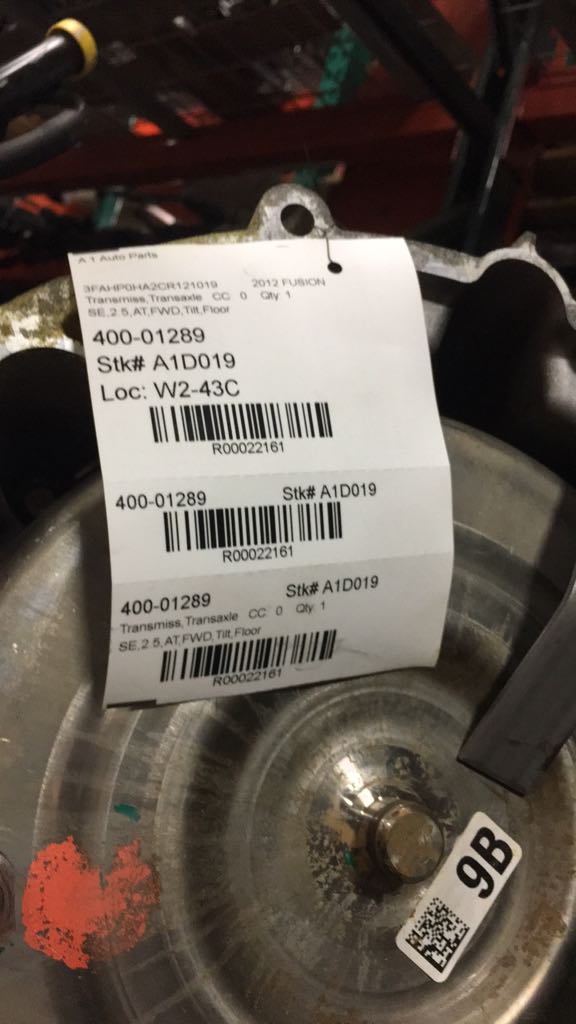 A 1 Auto Parts
3FAHP0HA2CR121019 2012 FUSION
Transmiss,Transaxle CC: 0 Qty: 1
SE,2.5,AT,FWD,Tilt,Floor
400-01289
Stk# A1D019
Loc: W2-43C
R00022161
400-01289 Stk# A1D019
R00022161
400-01289 Stk# A1D019
Transmiss,Transaxle CC: 0 Qty: 1
SE,2.5,AT,FWD,Tilt,Floor
R00022161
9B